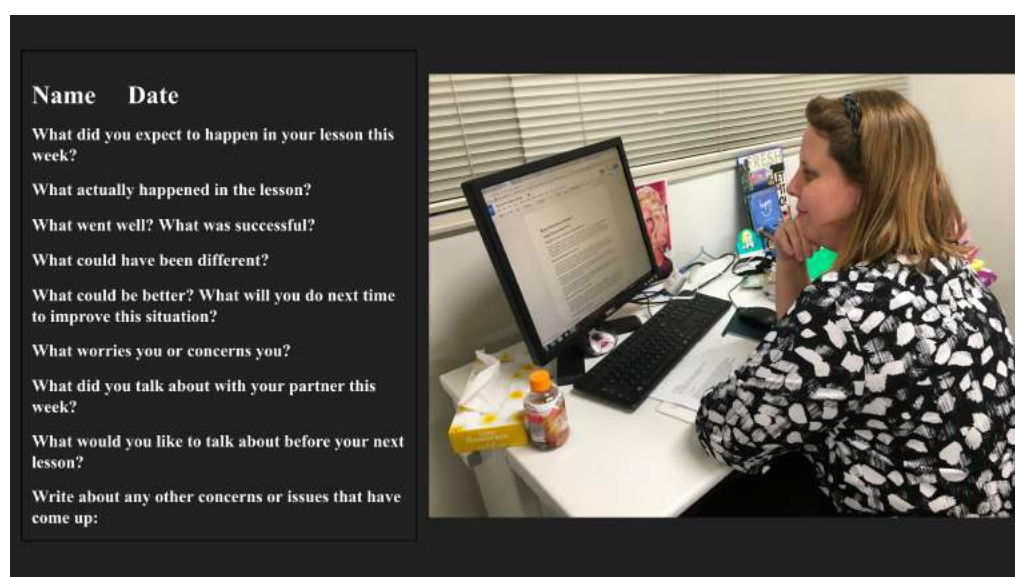 Name Date
What did you expect to happen in your lesson this
week?
What actually happened in the lesson?
What went well? What was successful?
What could have been different?
What could be better? What will you do next time
to improve this situation?
What worries you or concerns you?
What did you talk about with your partner this
week?
What would you like to talk about before your next
lesson?
Write about any other concerns or issues that have
come up:
FRESH